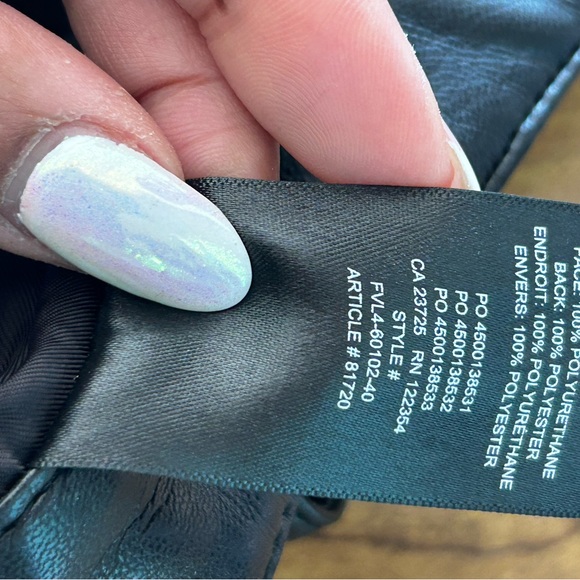 FACE: 100% POLYURETHANE
BACK: 100% POLYESTER
ENDROIT: 100% POLYURETHANE
ENVERS: 100% POLYESTER
PO 4500138531
PO 4500138532
PO 4500138533
CA 23725 RN 122354
STYLE #
FVL4-60102-40
ARTICLE # 81720